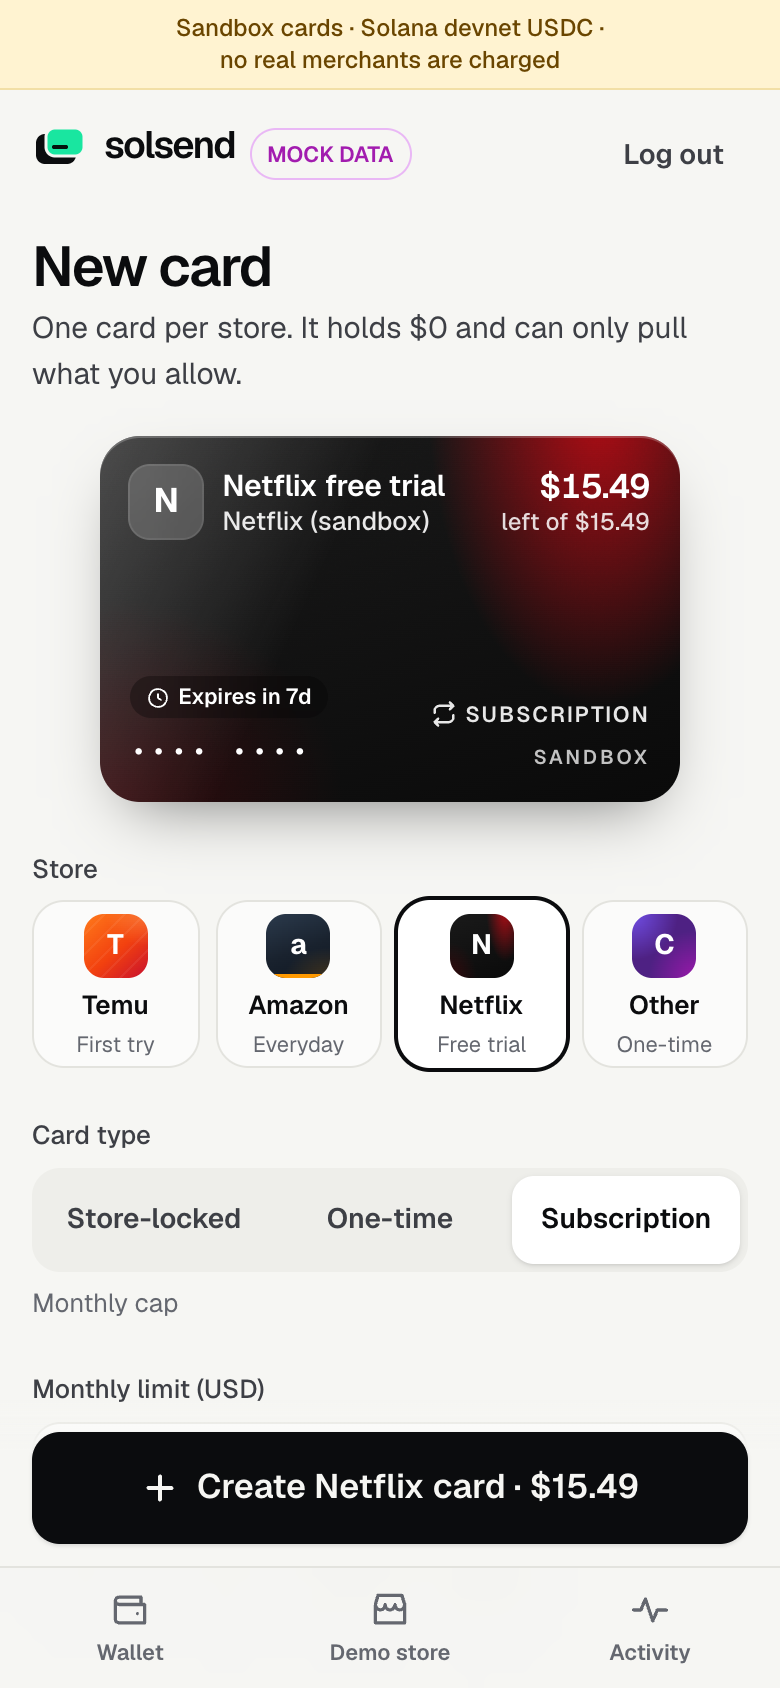 Sandbox cards · Solana devnet USDC ·
no real merchants are charged
solsend
MOCK DATA
Log out
New card
One card per store. It holds $0 and can only pull
what you allow.
N
Netflix free trial
$15.49
Netflix (sandbox)
left of $15.49
Expires in 7d
SUBSCRIPTION
•••• ••••
SANDBOX
Store
T
a
N
C
Temu
Amazon
Netflix
Other
First try
Everyday
Free trial
One-time
Card type
Store-locked
One-time
Subscription
Monthly cap
Monthly limit (USD)
+ Create Netflix card · $15.49
Wallet
Demo store
Activity